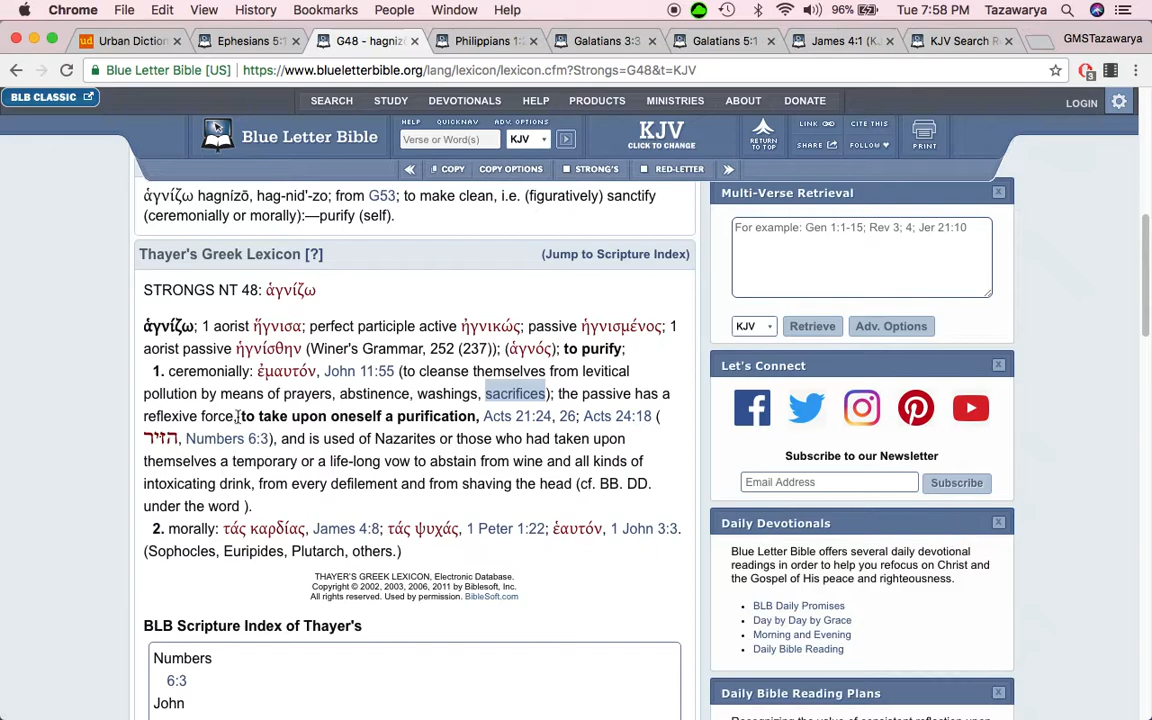 Chrome File Edit View History Bookmarks People Window Help 96% Tue 7:58 PM Tazawarya
Urban Diction Ephesians 5:1 G48 - hagnizo Philippians 1:2 Galatians 3:3 Galatians 5:1 James 4:1 (KJV KJV Search Re GMSTazawarya
Blue Letter Bible [US] https://www.blueletterbible.org/lang/lexicon/lexicon.cfm?Strongs=G48&t=KJV 3
BLB CLASSIC SEARCH STUDY DEVOTIONALS HELP PRODUCTS MINISTRIES ABOUT DONATE LOGIN
Blue Letter Bible
HELP QUICKNAV ADV. OPTIONS
Verse or Word(s) KJV
KJV
CLICK TO CHANGE
RETURN TO TOP
LINK CITE THIS
SHARE FOLLOW
PRINT
COPY COPY OPTIONS STRONG'S RED-LETTER
ἁγνίζω hagnízō, hag-nid'-zo; from G53; to make clean, i.e. (figuratively) sanctify
(ceremonially or morally):—purify (self).
Thayer's Greek Lexicon [?] (Jump to Scripture Index)
STRONGS NT 48: ἁγνίζω
ἁγνίζω; 1 aorist ἥγνισα; perfect participle active ἡγνικώς; passive ἡγνισμένος; 1
aorist passive ἡγνίσθην (Winer's Grammar, 252 (237)); (ἁγνός); to purify;
1. ceremonially: ἐμαυτόν, John 11:55 (to cleanse themselves from levitical
pollution by means of prayers, abstinence, washings, sacrifices); the passive has a
reflexive force, to take upon oneself a purification, Acts 21:24, 26; Acts 24:18 (
הזיר, Numbers 6:3), and is used of Nazarites or those who had taken upon
themselves a temporary or a life-long vow to abstain from wine and all kinds of
intoxicating drink, from every defilement and from shaving the head (cf. BB. DD.
under the word ).
2. morally: τάς καρδίας, James 4:8; τάς ψυχάς, 1 Peter 1:22; ἑαυτόν, 1 John 3:3.
(Sophocles, Euripides, Plutarch, others.)
THAYER'S GREEK LEXICON, Electronic Database.
Copyright © 2002, 2003, 2006, 2011 by Biblesoft, Inc.
All rights reserved. Used by permission. BibleSoft.com
BLB Scripture Index of Thayer's
Numbers
6:3
John
Multi-Verse Retrieval
For example: Gen 1:1-15; Rev 3; 4; Jer 21:10
KJV Retrieve Adv. Options
Let's Connect
Subscribe to our Newsletter
Email Address Subscribe
Daily Devotionals
Blue Letter Bible offers several daily devotional
readings in order to help you refocus on Christ and
the Gospel of His peace and righteousness.
BLB Daily Promises
Day by Day by Grace
Morning and Evening
Daily Bible Reading
Daily Bible Reading Plans